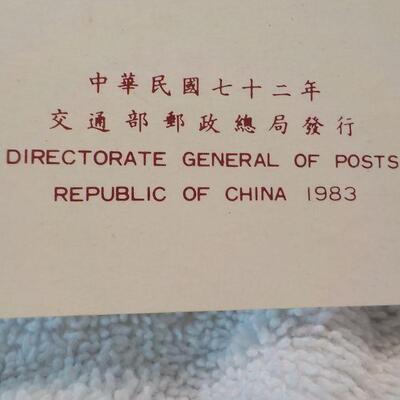 中華民國七十二年
交通部郵政總局發行
DIRECTORATE GENERAL OF POSTS
REPUBLIC OF CHINA 1983